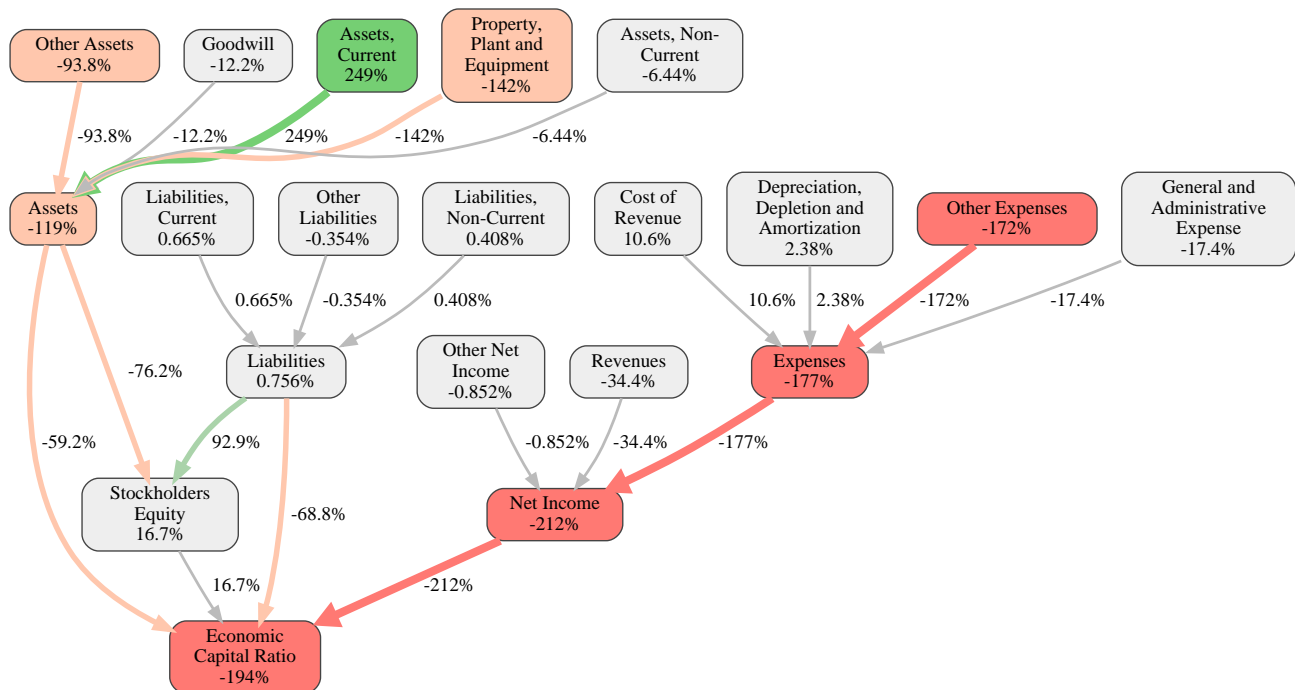 Other Assets
-93.8%
Goodwill
-12.2%
Assets,
Current
249%
Property,
Plant and
Equipment
-142%
Assets, Non-
Current
-6.44%
-93.8%
-12.2%
249%
-142%
-6.44%
Assets
-119%
Liabilities,
Current
0.665%
Other
Liabilities
-0.354%
Liabilities,
Non-Current
0.408%
Cost of
Revenue
10.6%
Depreciation,
Depletion and
Amortization
2.38%
Other Expenses
-172%
General and
Administrative
Expense
-17.4%
0.665%
-0.354%
0.408%
10.6%
2.38%
-172%
-17.4%
Liabilities
0.756%
Other Net
Income
-0.852%
Revenues
-34.4%
Expenses
-177%
-76.2%
-59.2%
92.9%
-0.852%
-34.4%
-177%
Stockholders
Equity
16.7%
-68.8%
Net Income
-212%
16.7%
-212%
Economic
Capital Ratio
-194%